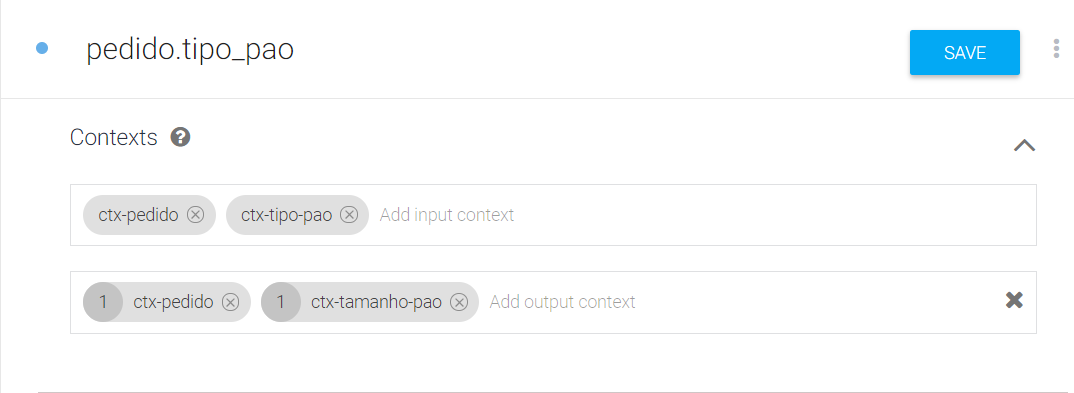 pedido.tipo_pao
SAVE
Contexts
ctx-pedido ctx-tipo-pao Add input context
1 ctx-pedido 1 ctx-tamanho-pao Add output context